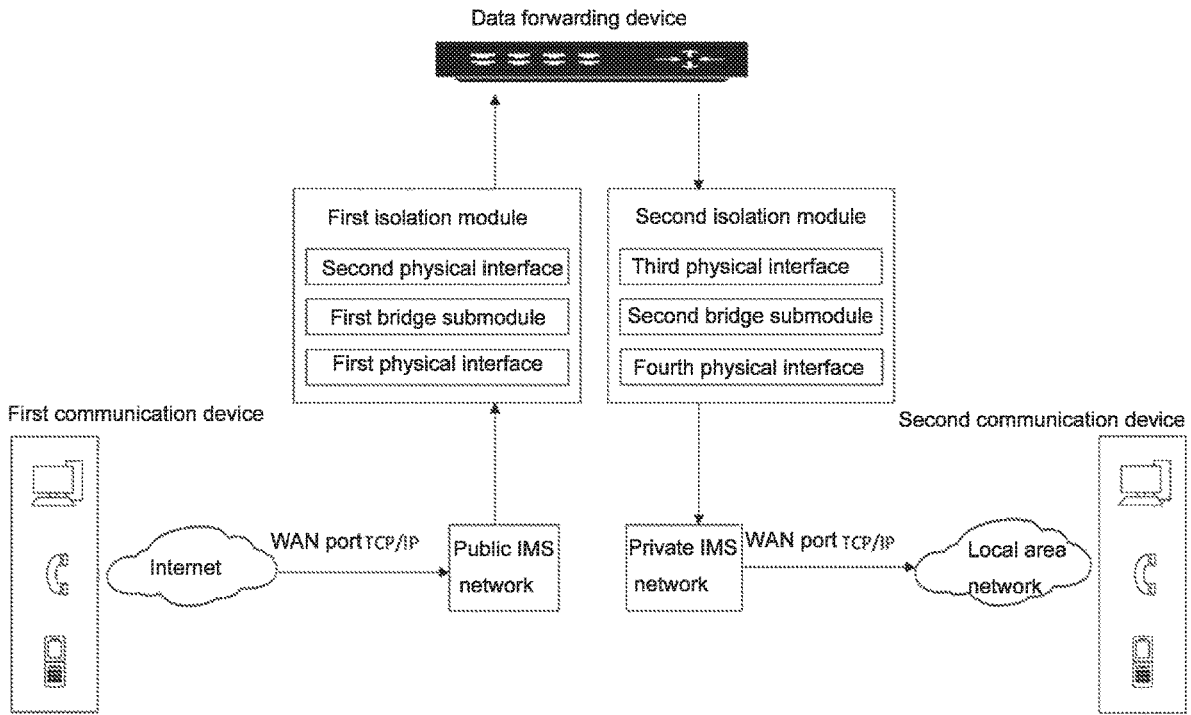 Data forwarding device
First isolation module
Second physical interface
First bridge submodule
First physical interface
Second isolation module
Third physical interface
Second bridge submodule
Fourth physical interface
First communication device
Internet
WAN port TCP/IP
Public IMS
network
Private IMS
network
WAN port TCP/IP
Local area
network
Second communication device